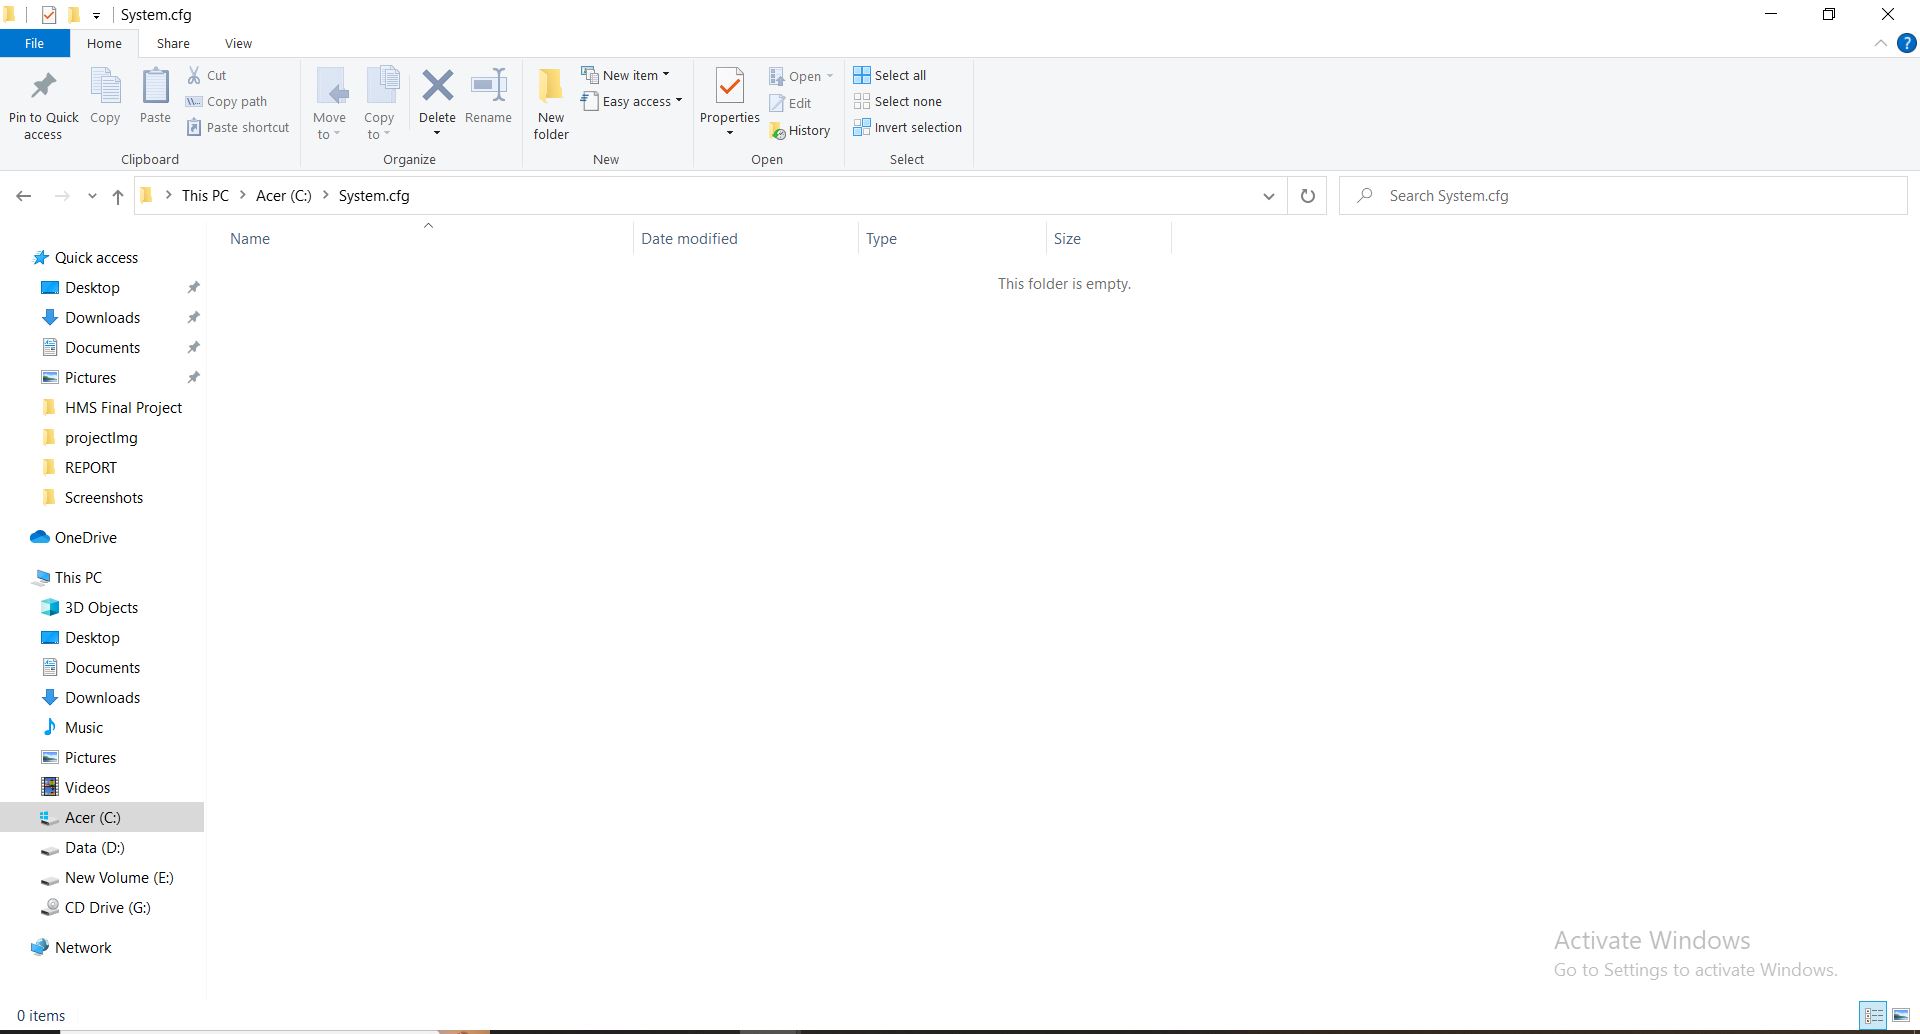 System.cfg
File Home Share View
Pin to Quick access
Copy
Paste
Cut
Copy path
Paste shortcut
Clipboard
Move to
Copy to
Delete
Rename
Organize
New folder
New item
Easy access
New
Properties
Open
Edit
History
Open
Select all
Select none
Invert selection
Select
This PC Acer (C:) System.cfg
Search System.cfg
Name Date modified Type Size
This folder is empty.
Quick access
Desktop
Downloads
Documents
Pictures
HMS Final Project
projectImg
REPORT
Screenshots
OneDrive
This PC
3D Objects
Desktop
Documents
Downloads
Music
Pictures
Videos
Acer (C:)
Data (D:)
New Volume (E:)
CD Drive (G:)
Network
Activate Windows
Go to Settings to activate Windows.
0 items